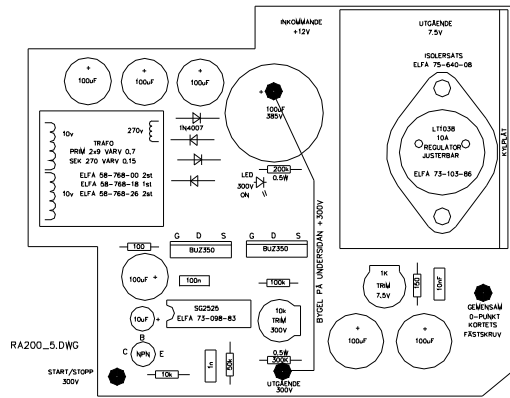 INKOMMANDE
+12V
UTGÅENDE
7.5V
ISOLERSATS
ELFA 75-640-08
+
100uF
+
100uF
+
100uF
+
100uF
385V
10v
270v
TRAFO
PRIM 2x9 VARV 0,7
SEK 270 VARV 0,15
ELFA 58-768-00 2st
ELFA 58-768-18 1st
10v
ELFA 58-768-26 2st
1N4007
LT1038
10A
REGULATOR
JUSTERBAR
ELFA 73-103-86
KYLPLÅT
200k
0.5W
LED
300V
ON
G D S
BUZ350
G D S
BUZ350
BYGEL PÅ UNDERSIDAN +300V
100
100uF
+
100n
100k
1K
TRIM
7.5V
150
10nF
GEMENSAM
0-PUNKT
KORTETS
FÄSTSKRUV
10uF
+
SG2525
ELFA 73-098-83
10k
TRIM
300V
+
100uF
+
100uF
RA200_5.DWG
B
C
NPN
E
START/STOPP
300V
10k
1n
50k
0.5W
300K
UTGÅENDE
300V